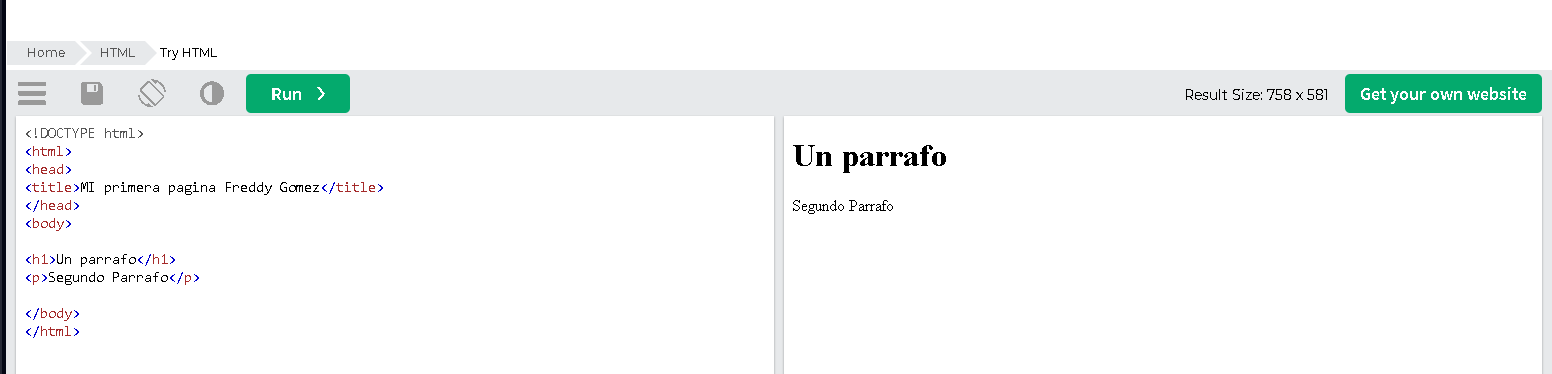 Home HTML Try HTML
Run Result Size: 758 x 581 Get your own website
<!DOCTYPE html>
<html>
<head>
<title>MI primera pagina Freddy Gomez</title>
</head>
<body>
<h1>Un parrafo</h1>
<p>Segundo Parrafo</p>
</body>
</html>
Un parrafo
Segundo Parrafo